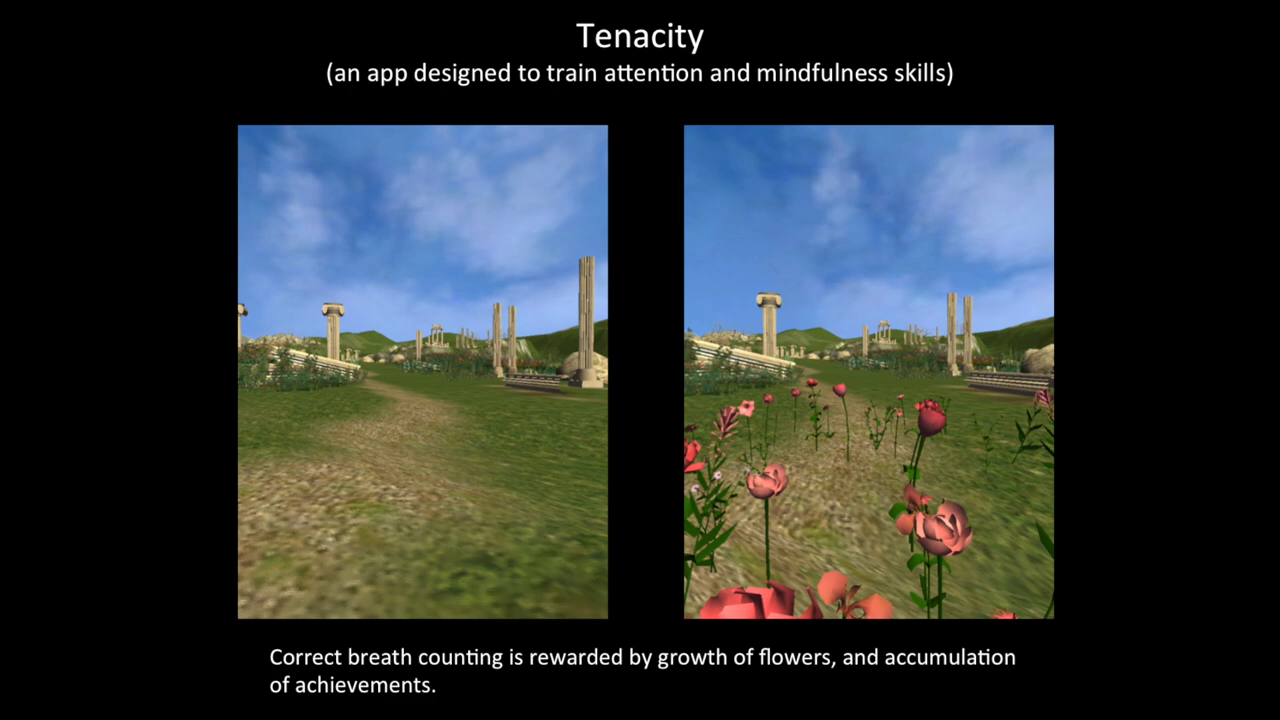 Tenacity
(an app designed to train attention and mindfulness skills)
Correct breath counting is rewarded by growth of flowers, and accumulation
of achievements.